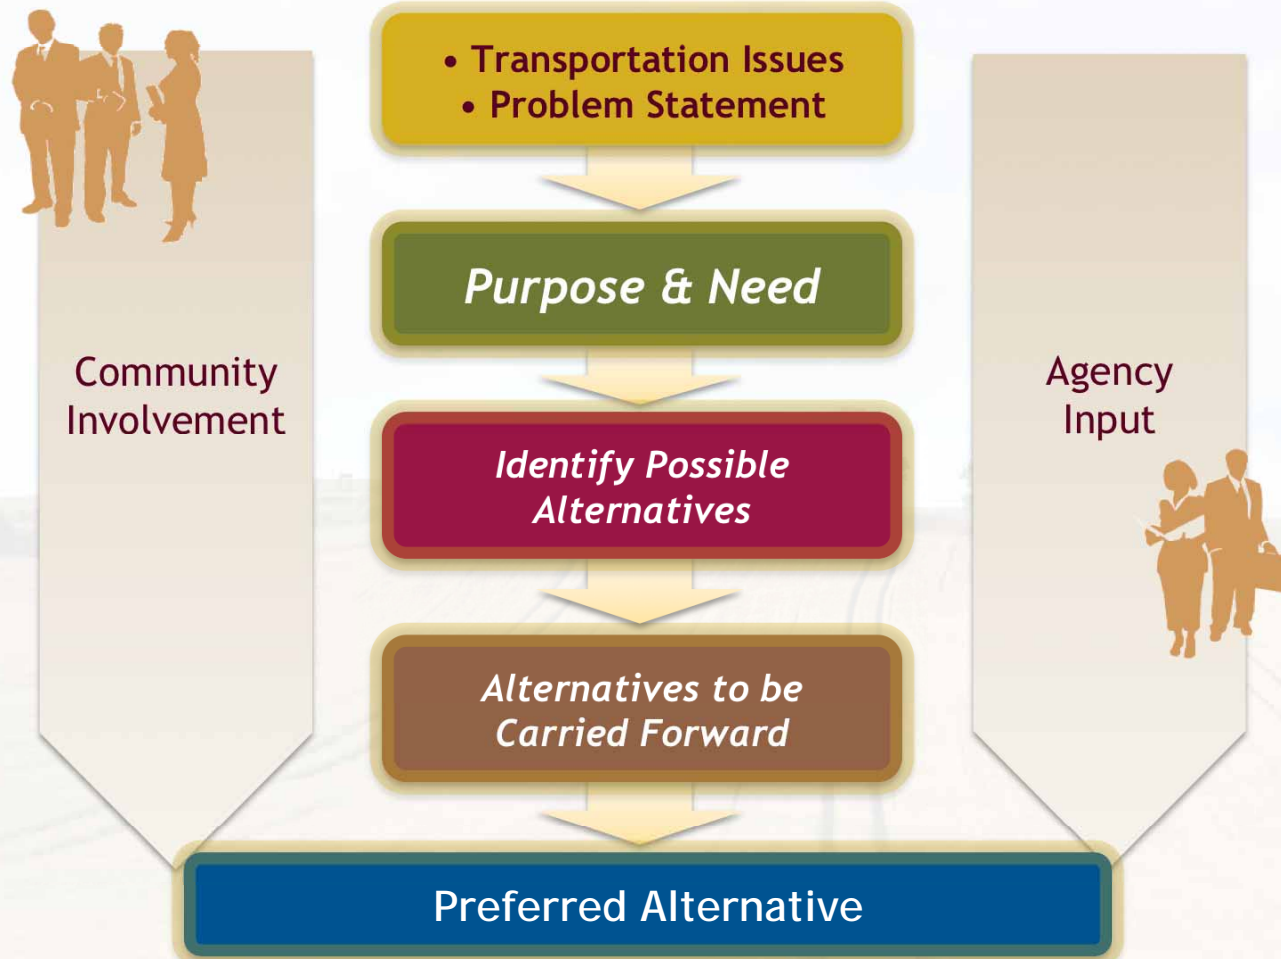 • Transportation Issues
• Problem Statement
Purpose & Need
Community
Involvement
Agency
Input
Identify Possible
Alternatives
Alternatives to be
Carried Forward
Preferred Alternative